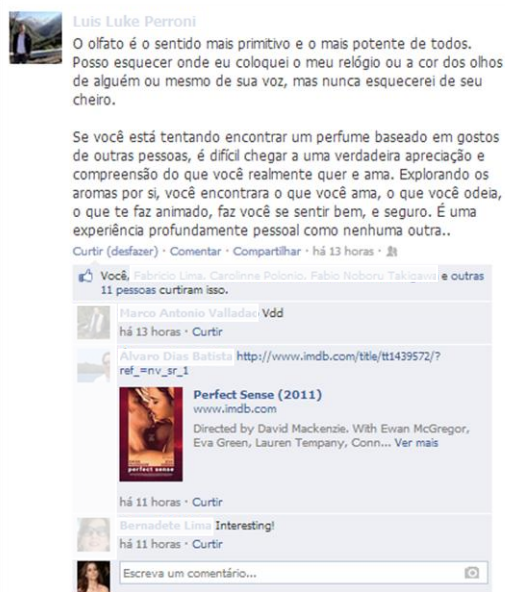 Luis Luke Perroni
O olfato é o sentido mais primitivo e o mais potente de todos.
Posso esquecer onde eu coloquei o meu relógio ou a cor dos olhos
de alguém ou mesmo de sua voz, mas nunca esquecerei de seu
cheiro.
Se você está tentando encontrar um perfume baseado em gostos
de outras pessoas, é difícil chegar a uma verdadeira apreciação e
compreensão do que você realmente quer e ama. Explorando os
aromas por si, você encontrara o que você ama, o que você odeia,
o que te faz animado, faz você se sentir bem, e seguro. É uma
experiência profundamente pessoal como nenhuma outra..
Curtir (desfazer) · Comentar · Compartilhar · há 13 horas ·
Você, Fabricio Lima, Carolinne Polonio, Fabio Noboru Takigawa e outras
11 pessoas curtiram isso.
Marco Antonio Valladao Vdd
há 13 horas · Curtir
Álvaro Dias Batista http://www.imdb.com/title/tt1439572/?
ref_=nv_sr_1
Perfect Sense (2011)
www.imdb.com
Directed by David Mackenzie. With Ewan McGregor,
Eva Green, Lauren Tempany, Conn... Ver mais
perfect sense
há 11 horas · Curtir
Bernadete Lima Interesting!
há 11 horas · Curtir
Escreva um comentário...